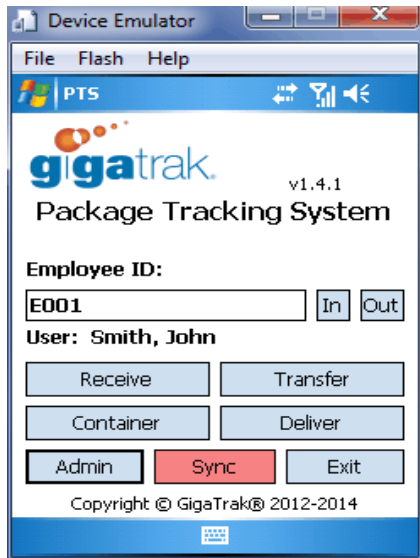 Device Emulator
File Flash Help
PTS
gigatrak.
v1.4.1
Package Tracking System
Employee ID:
E001 In Out
User: Smith, John
Receive Transfer
Container Deliver
Admin Sync Exit
Copyright © GigaTrak® 2012-2014